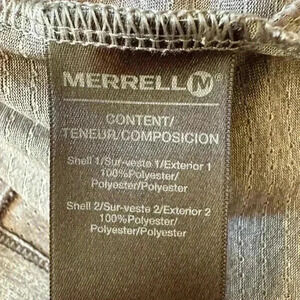 MERRELL M
CONTENT/
TENEUR/COMPOSICION
Shell 1/Sur-veste 1/Exterior 1
100%Polyester/
Polyester/Polyester
Shell 2/Sur-veste 2/Exterior 2
100%Polyester/
Polyester/Polyester